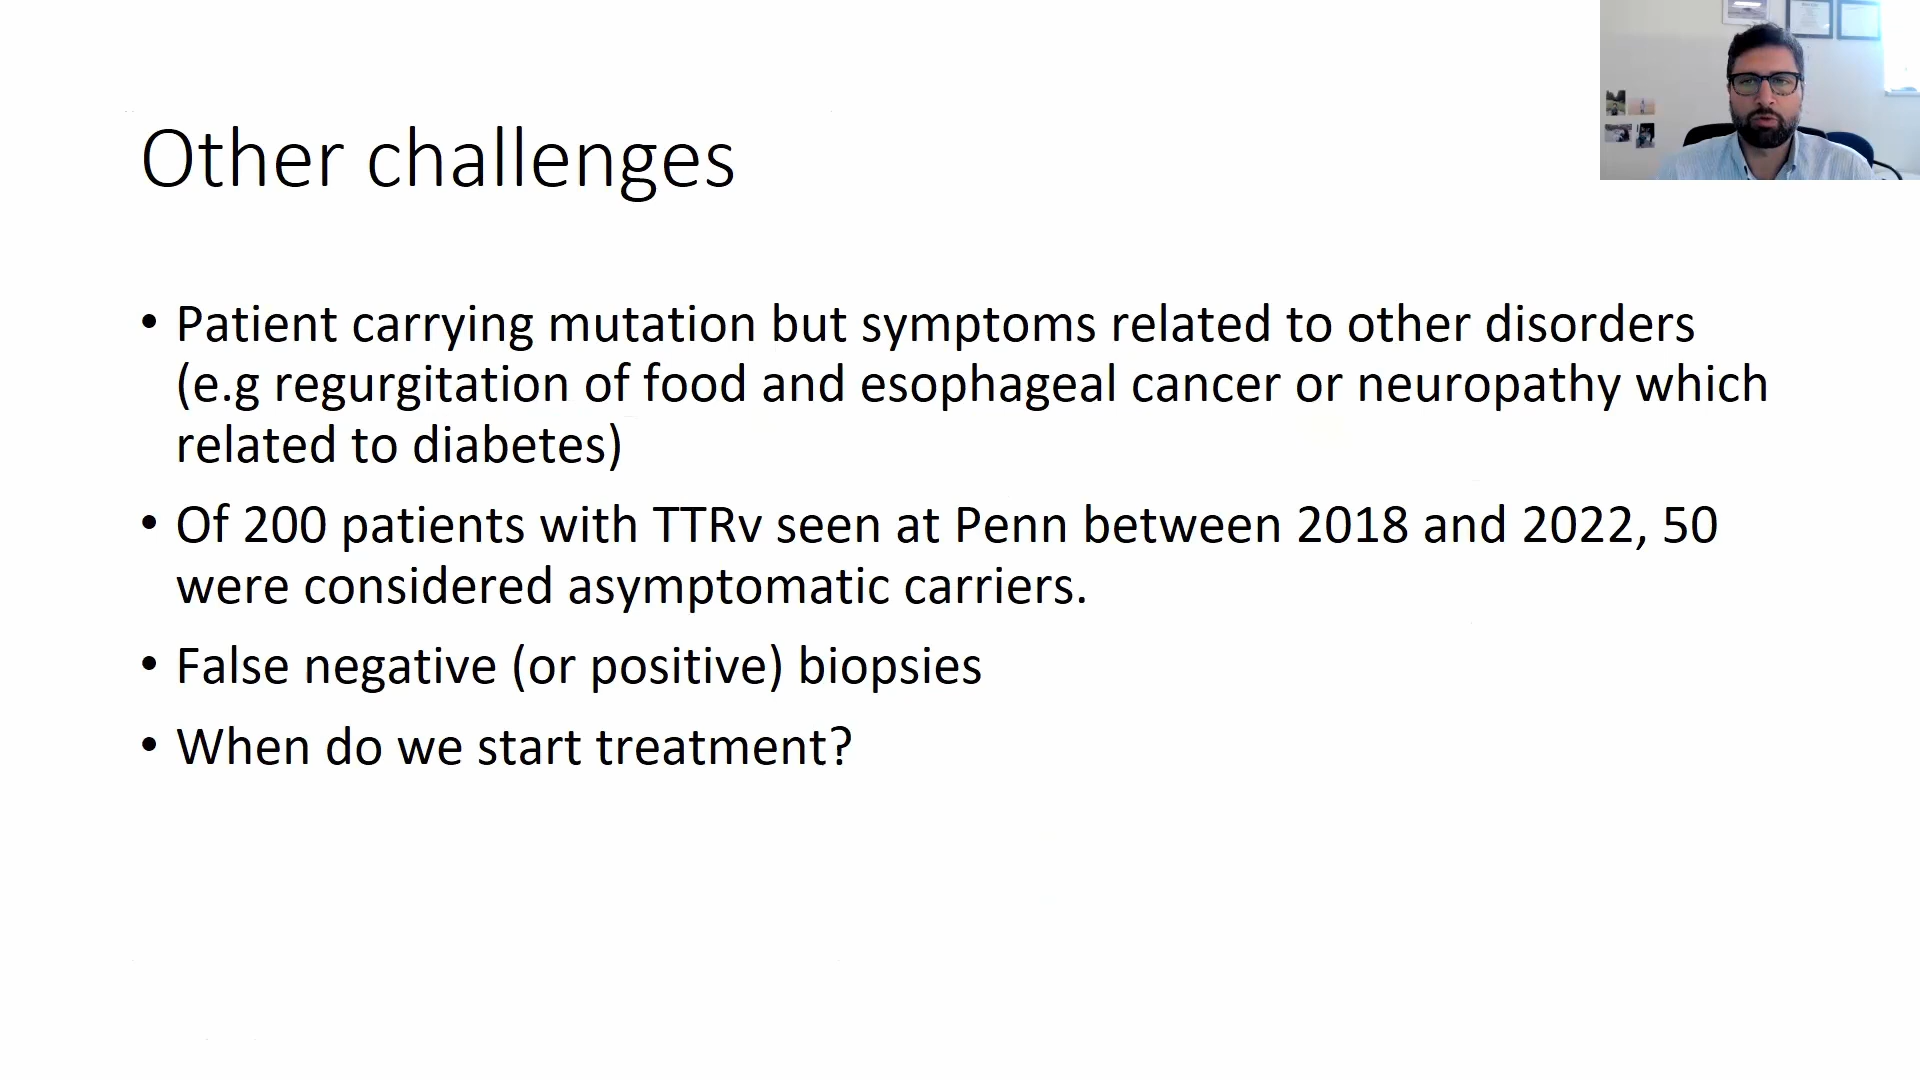 Other challenges
• Patient carrying mutation but symptoms related to other disorders
(e.g regurgitation of food and esophageal cancer or neuropathy which
related to diabetes)
• Of 200 patients with TTRv seen at Penn between 2018 and 2022, 50
were considered asymptomatic carriers.
• False negative (or positive) biopsies
• When do we start treatment?